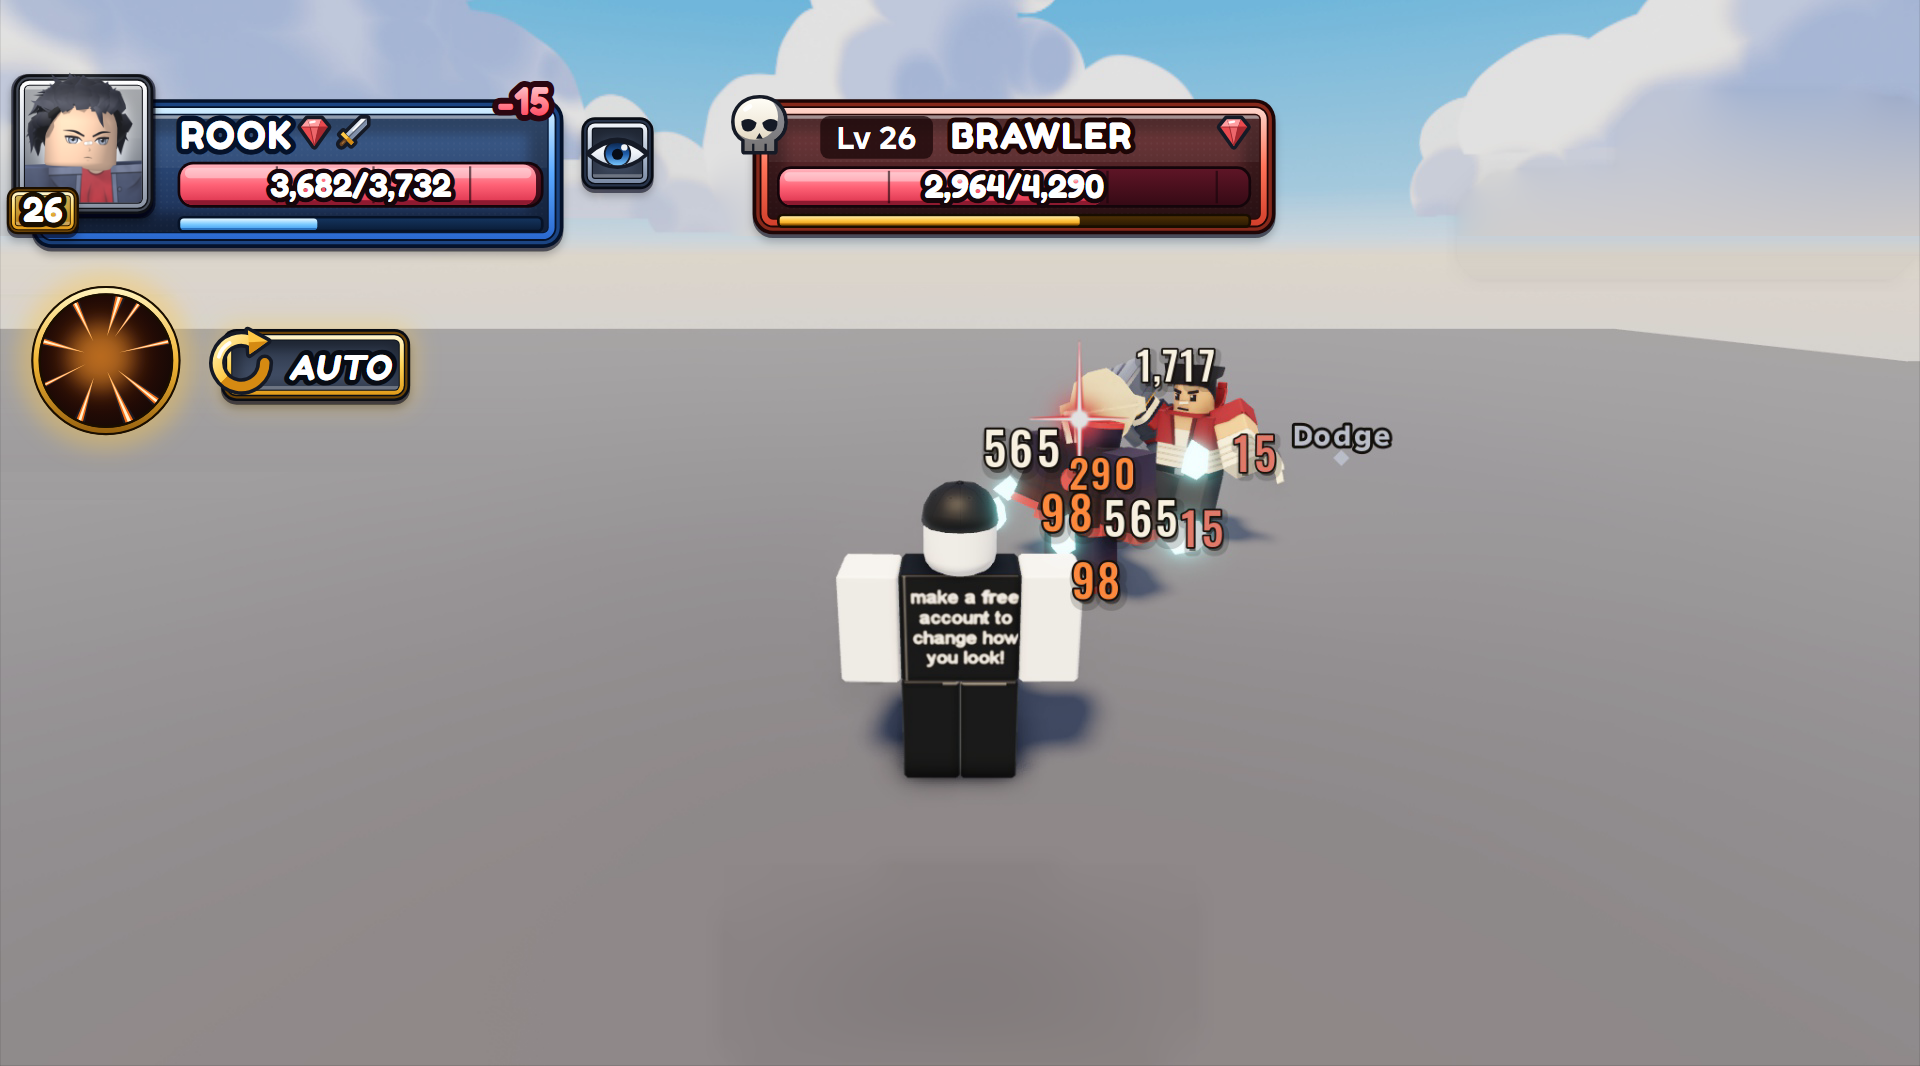 -15
ROOK
3,682/3,732
26
Lv 26 BRAWLER
2,964/4,290
AUTO
1,717
565
290
15
Dodge
98
565
15
98
make a free
account to
change how
you look!